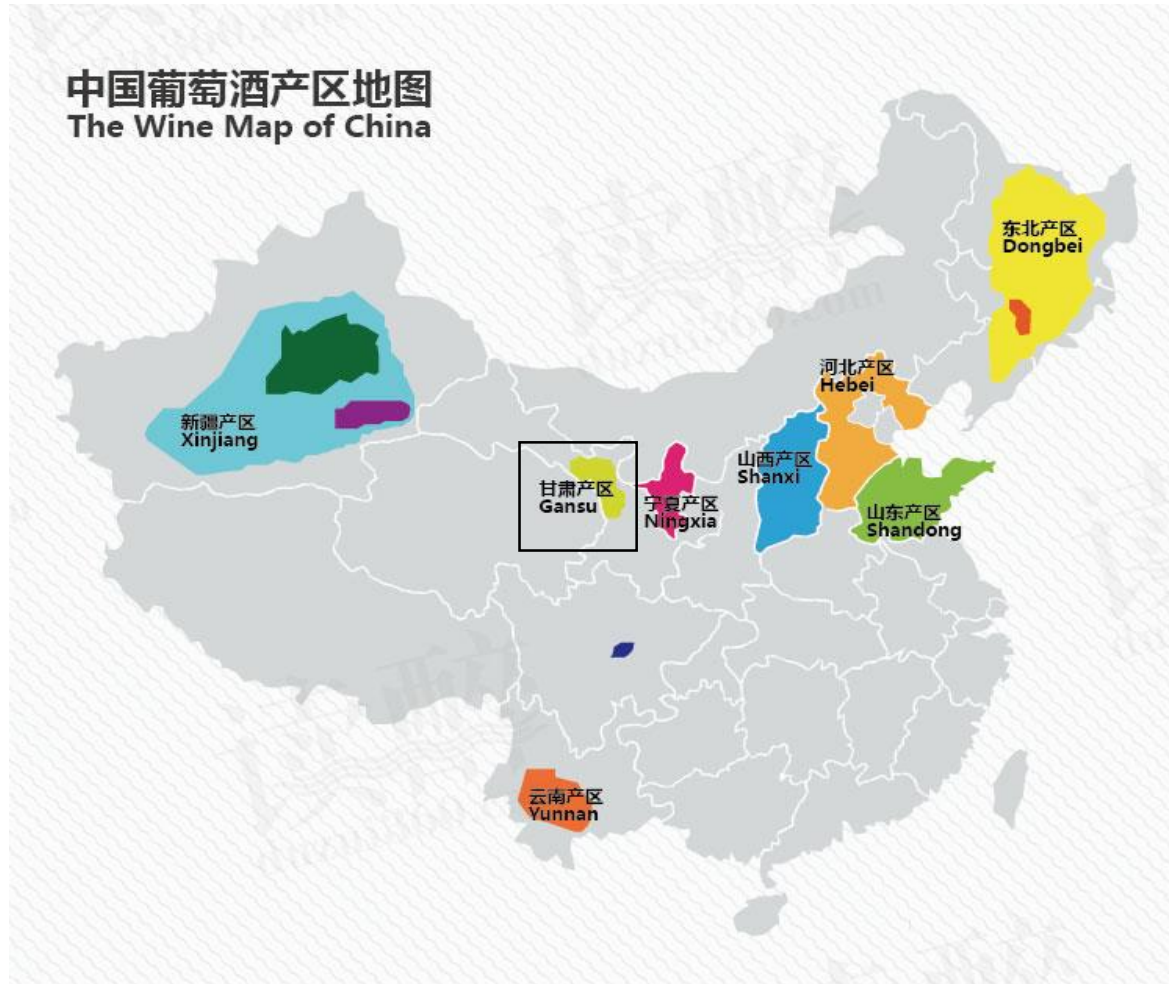 中国葡萄酒产区地图
The Wine Map of China
东北产区
Dongbei
河北产区
Hebei
新疆产区
Xinjiang
山西产区
Shanxi
甘肃产区
Gansu
宁夏产区
Ningxia
山东产区
Shandong
云南产区
Yunnan